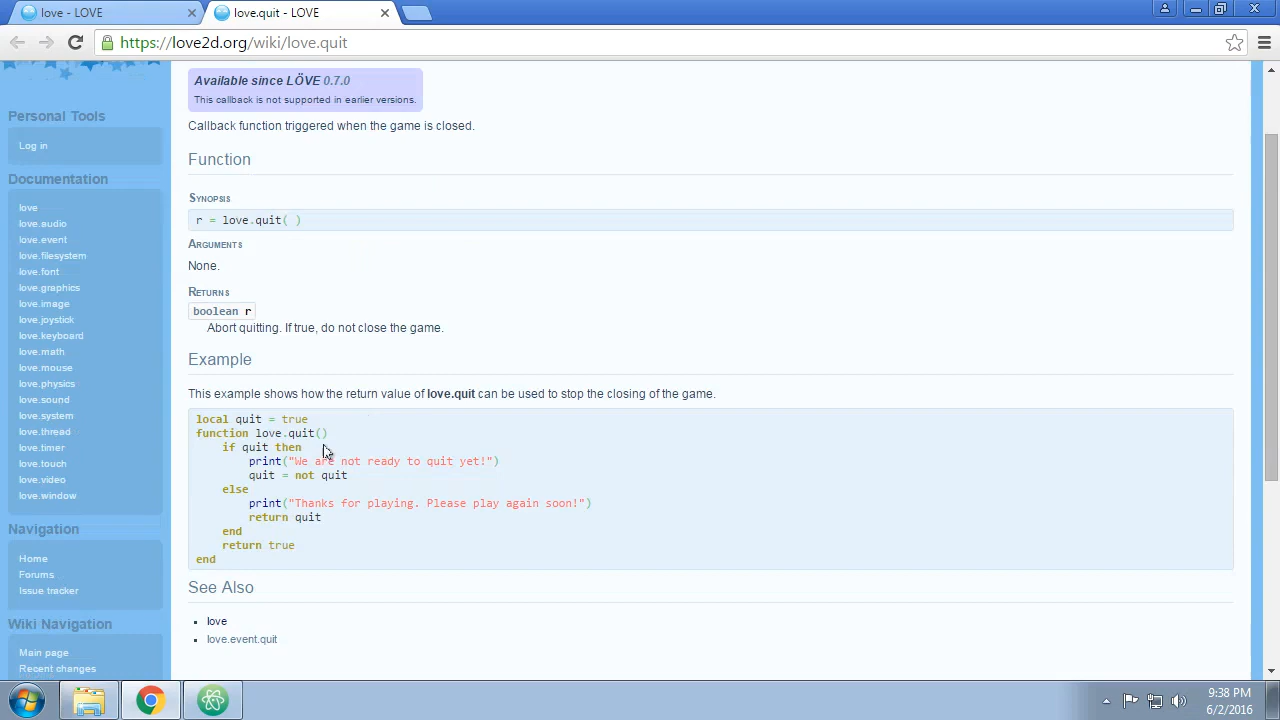 love - LOVE
love.quit - LOVE
https://love2d.org/wiki/love.quit
Personal Tools
Log in
Documentation
love
love.audio
love.event
love.filesystem
love.font
love.graphics
love.image
love.joystick
love.keyboard
love.math
love.mouse
love.physics
love.sound
love.system
love.thread
love.timer
love.touch
love.video
love.window
Navigation
Home
Forums
Issue tracker
Wiki Navigation
Main page
Recent changes
Available since LÖVE 0.7.0
This callback is not supported in earlier versions.
Callback function triggered when the game is closed.
Function
Synopsis
r = love.quit( )
Arguments
None.
Returns
boolean r
Abort quitting. If true, do not close the game.
Example
This example shows how the return value of love.quit can be used to stop the closing of the game.
local quit = true
function love.quit()
if quit then
print("We are not ready to quit yet!")
quit = not quit
else
print("Thanks for playing. Please play again soon!")
return quit
end
return true
end
See Also
love
love.event.quit
9:38 PM
6/2/2016